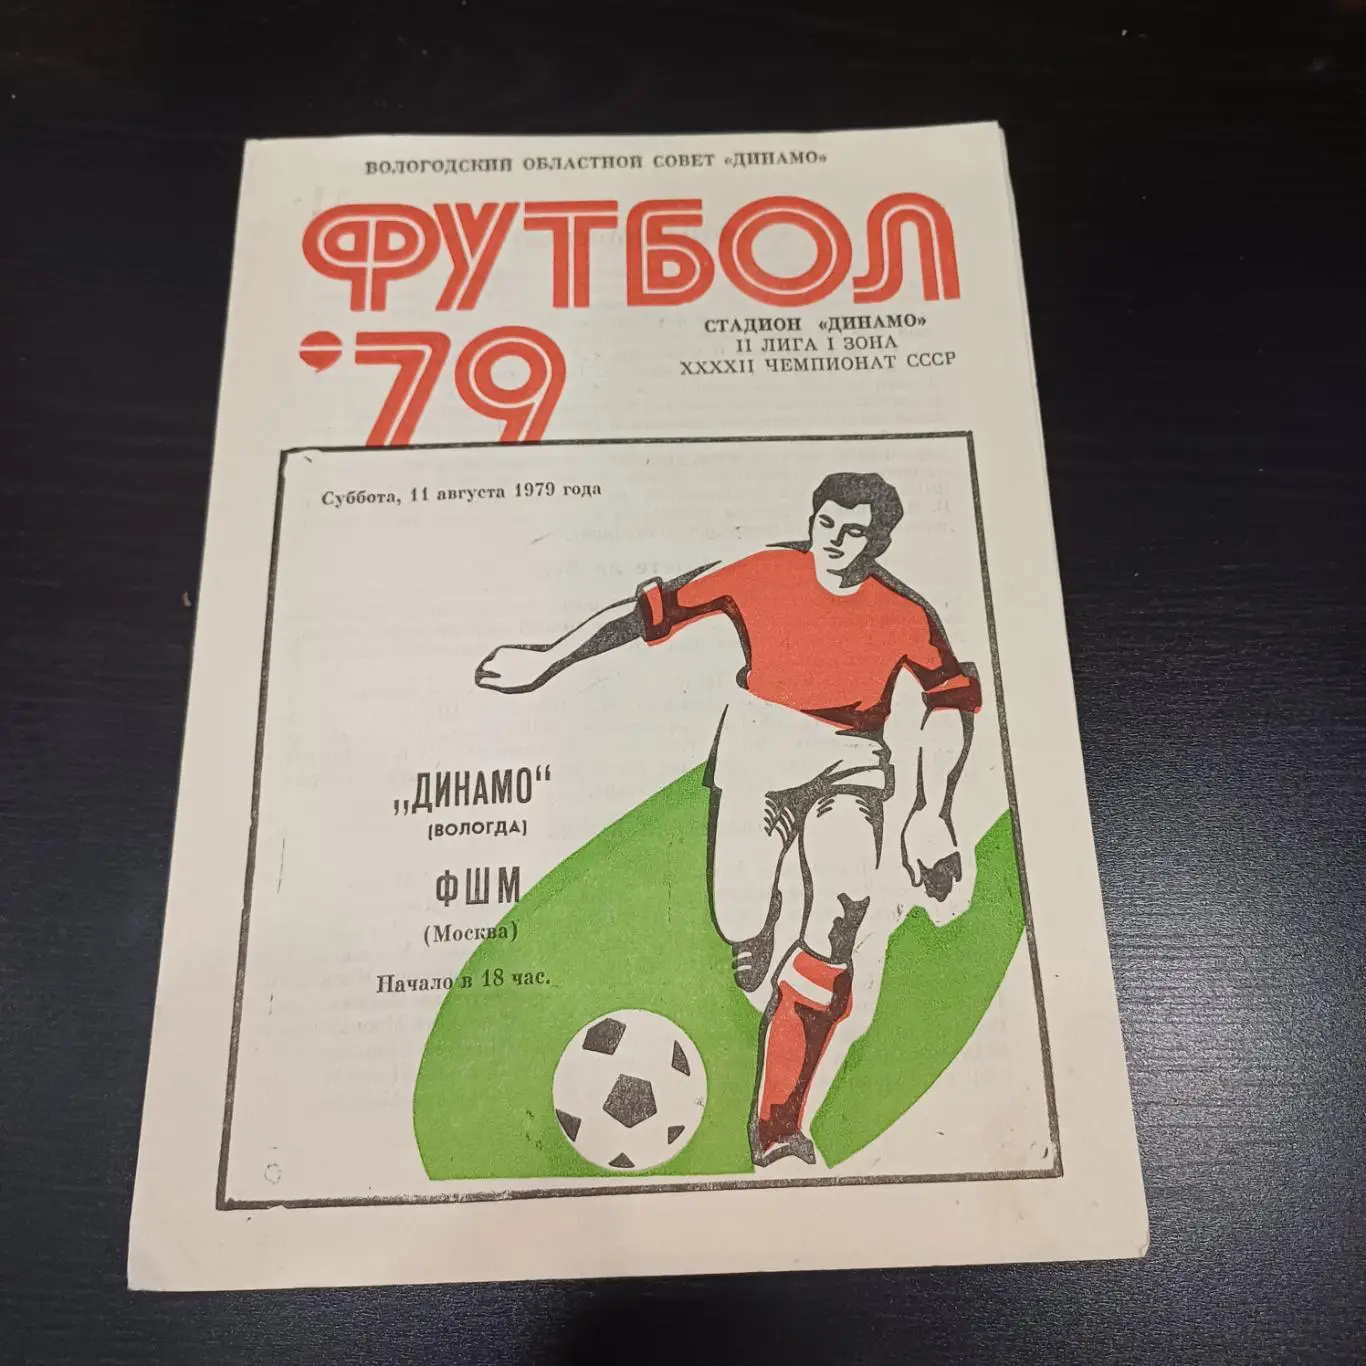 ВОЛОГОДСКИЙ ОБЛАСТНОЙ СОВЕТ «ДИНАМО»
ФУТБОЛ
'79
СТАДИОН «ДИНАМО»
II ЛИГА I ЗОНА
XXXXII ЧЕМПИОНАТ СССР
Суббота, 11 августа 1979 года
„ДИНАМО“
(ВОЛОГДА)
ФШМ
(Москва)
Начало в 18 час.